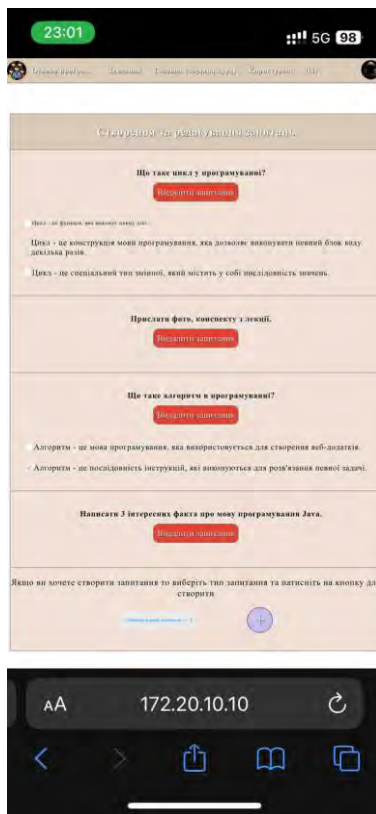 23:01
5G 98
Створення та редагування запитань
Що таке цикл у програмуванні?
Видалити запитання
Цикл - це конструкція мови програмування, яка дозволяє виконувати певний блок коду
декілька разів.
Цикл - це спеціальний тип змінної, який містить у собі послідовність значень.
Прислати фото, конспекту з лекції.
Видалити запитання
Що таке алгоритм в програмуванні?
Видалити запитання
Алгоритм - це мова програмування, яка використовується для створення веб-додатків.
Алгоритм - це послідовність інструкцій, які виконуються для розв'язання певної задачі.
Написати 3 інтересних факта про мову програмування Java.
Видалити запитання
Якщо ви хочете створити запитання то виберіть тип запитання та натисніть на кнопку для
створити
+
AA 172.20.10.10